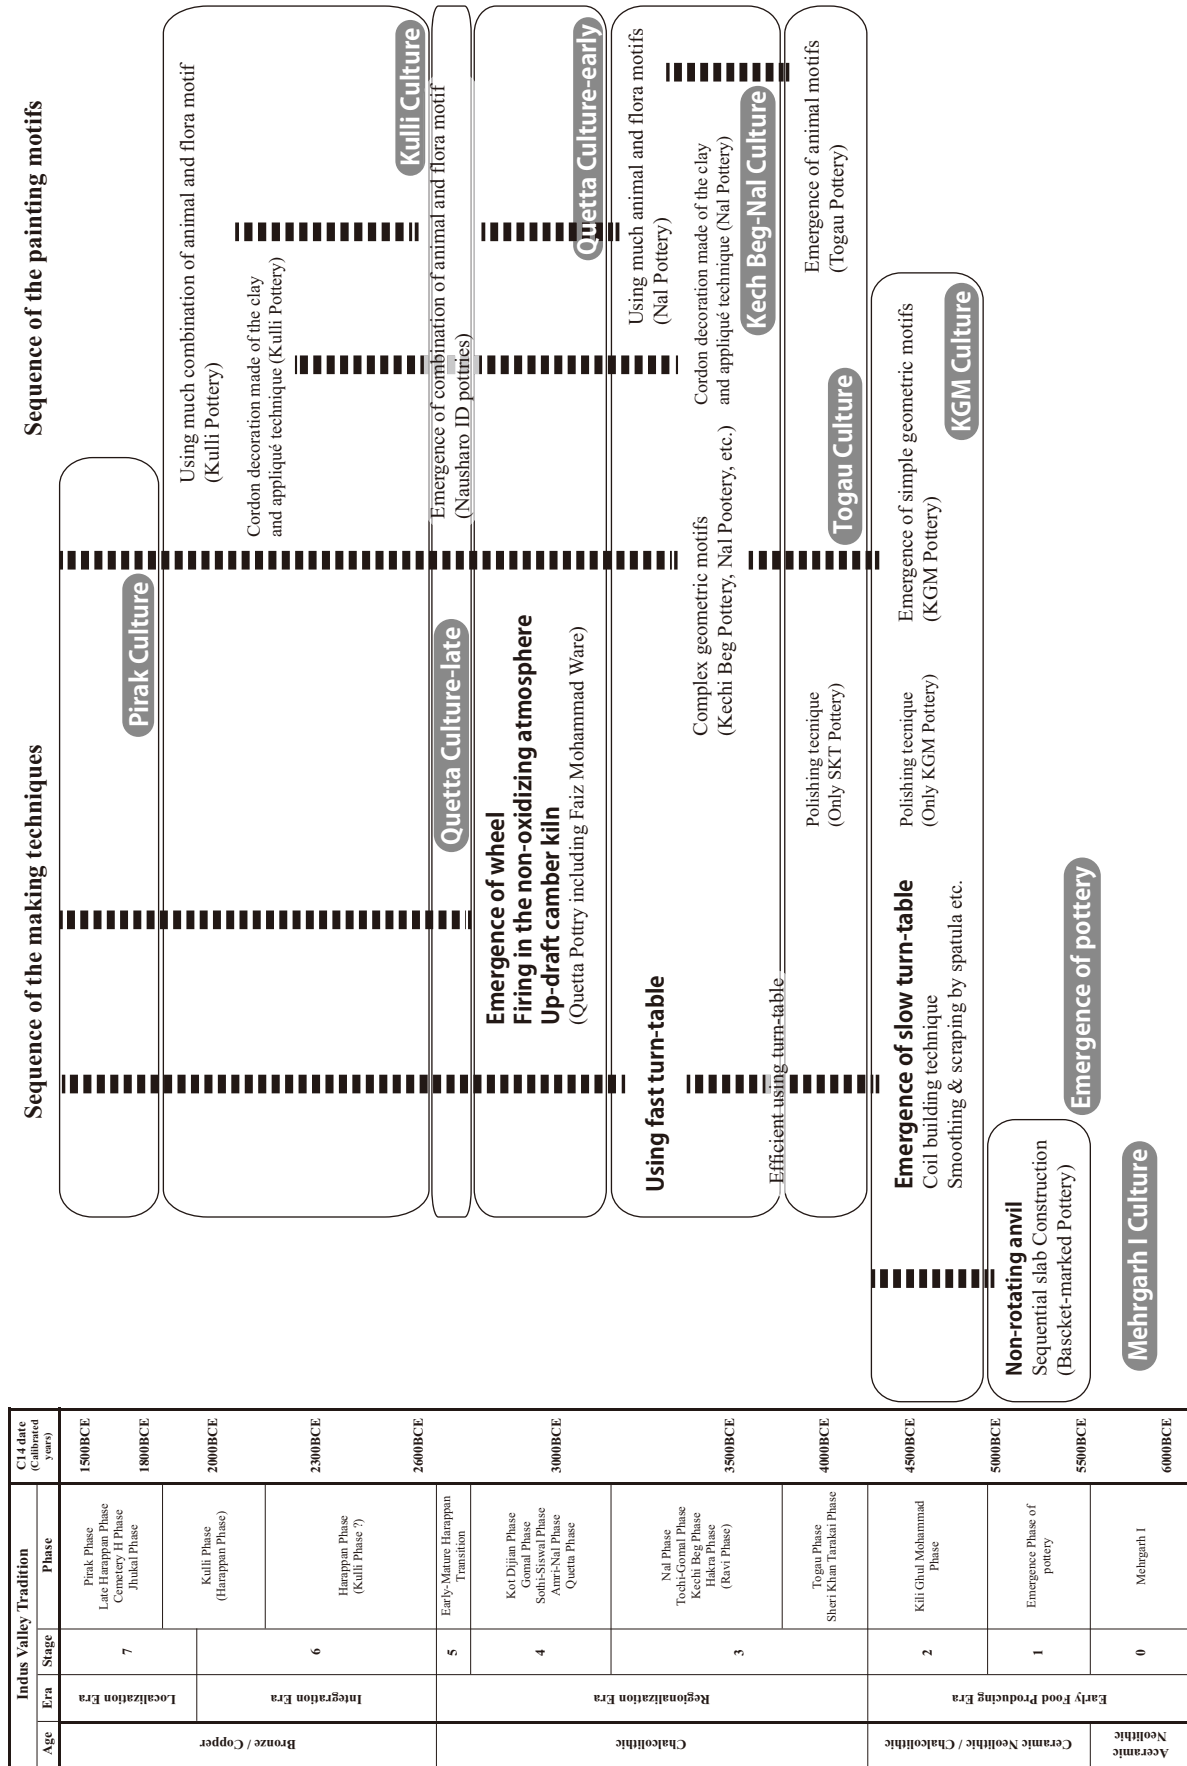 Sequence of the making techniques
Sequence of the painting motifs
Indus Valley Tradition
C14 date
(Calibrated
years)
Age
Era
Stage
Phase
Bronze / Copper
Chalcolithic
Ceramic Neolithic / Chalcolithic
Aceramic
Neolithic
Localization Era
Integration Era
Regionalization Era
Early Food Producing Era
7
6
5
4
3
2
1
0
Pirak Phase
Late Harappan Phase
Cemetery H Phase
Jhukal Phase
Kulli Phase
(Harappan Phase)
Harappan Phase
(Kulli Phase ?)
Early-Mature Harappan
Transition
Kot Dijian Phase
Gomal Phase
Sothi-Siswal Phase
Amri-Nal Phase
Quetta Phase
Nal Phase
Tochi-Gomal Phase
Kechi Beg Phase
Hakra Phase
(Ravi Phase)
Togau Phase
Sheri Khan Tarakai Phase
Kili Ghul Mohammad
Phase
Emergence Phase of
pottery
Mehrgarh I
1500BCE
1800BCE
2000BCE
2300BCE
2600BCE
3000BCE
3500BCE
4000BCE
4500BCE
5000BCE
5500BCE
6000BCE
Pirak Culture
Using much combination of animal and flora motif
(Kulli Pottery)
Cordon decoration made of the clay
and appliqué technique (Kulli Pottery)
Kulli Culture
Quetta Culture-late
Emergence of combination of animal and flora motif
(Nausharo ID pottries)
Emergence of wheel
Firing in the non-oxidizing atmosphere
Up-draft camber kiln
(Quetta Pottry including Faiz Mohammad Ware)
Quetta Culture-early
Using fast turn-table
Using much animal and flora motifs
(Nal Pottery)
Complex geometric motifs
(Kechi Beg Pottery, Nal Pootery, etc.)
Cordon decoration made of the clay
and appliqué technique (Nal Pottery)
Kech Beg-Nal Culture
Efficient using turn-table
Polishing tecnique
(Only SKT Pottery)
Togau Culture
Emergence of animal motifs
(Togau Pottery)
Emergence of slow turn-table
Coil building technique
Smoothing & scraping by spatula etc.
Polishing tecnique
(Only KGM Pottery)
Emergence of simple geometric motifs
(KGM Pottery)
KGM Culture
Non-rotating anvil
Sequential slab Construction
(Bascket-marked Pottery)
Emergence of pottery
Mehrgarh I Culture